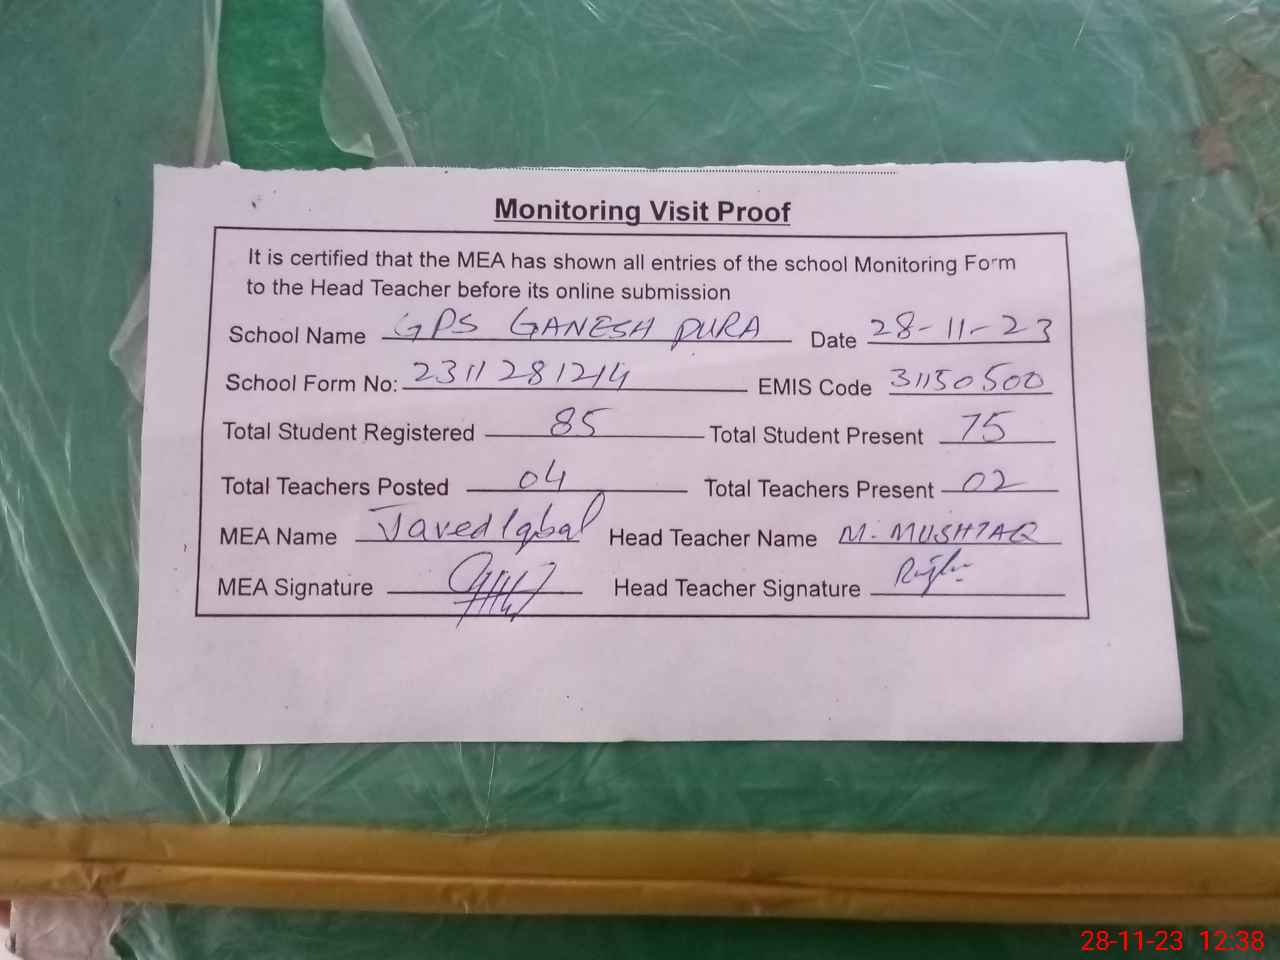 Monitoring Visit Proof
It is certified that the MEA has shown all entries of the school Monitoring Form
to the Head Teacher before its online submission
School Name GPS GANESH PURA Date 28-11-23
School Form No: 2311281214 EMIS Code 31150500
Total Student Registered 85 Total Student Present 75
Total Teachers Posted 04 Total Teachers Present 02
MEA Name Javed Iqbal Head Teacher Name M. MUSHTAQ
MEA Signature Head Teacher Signature
28-11-23 12:38